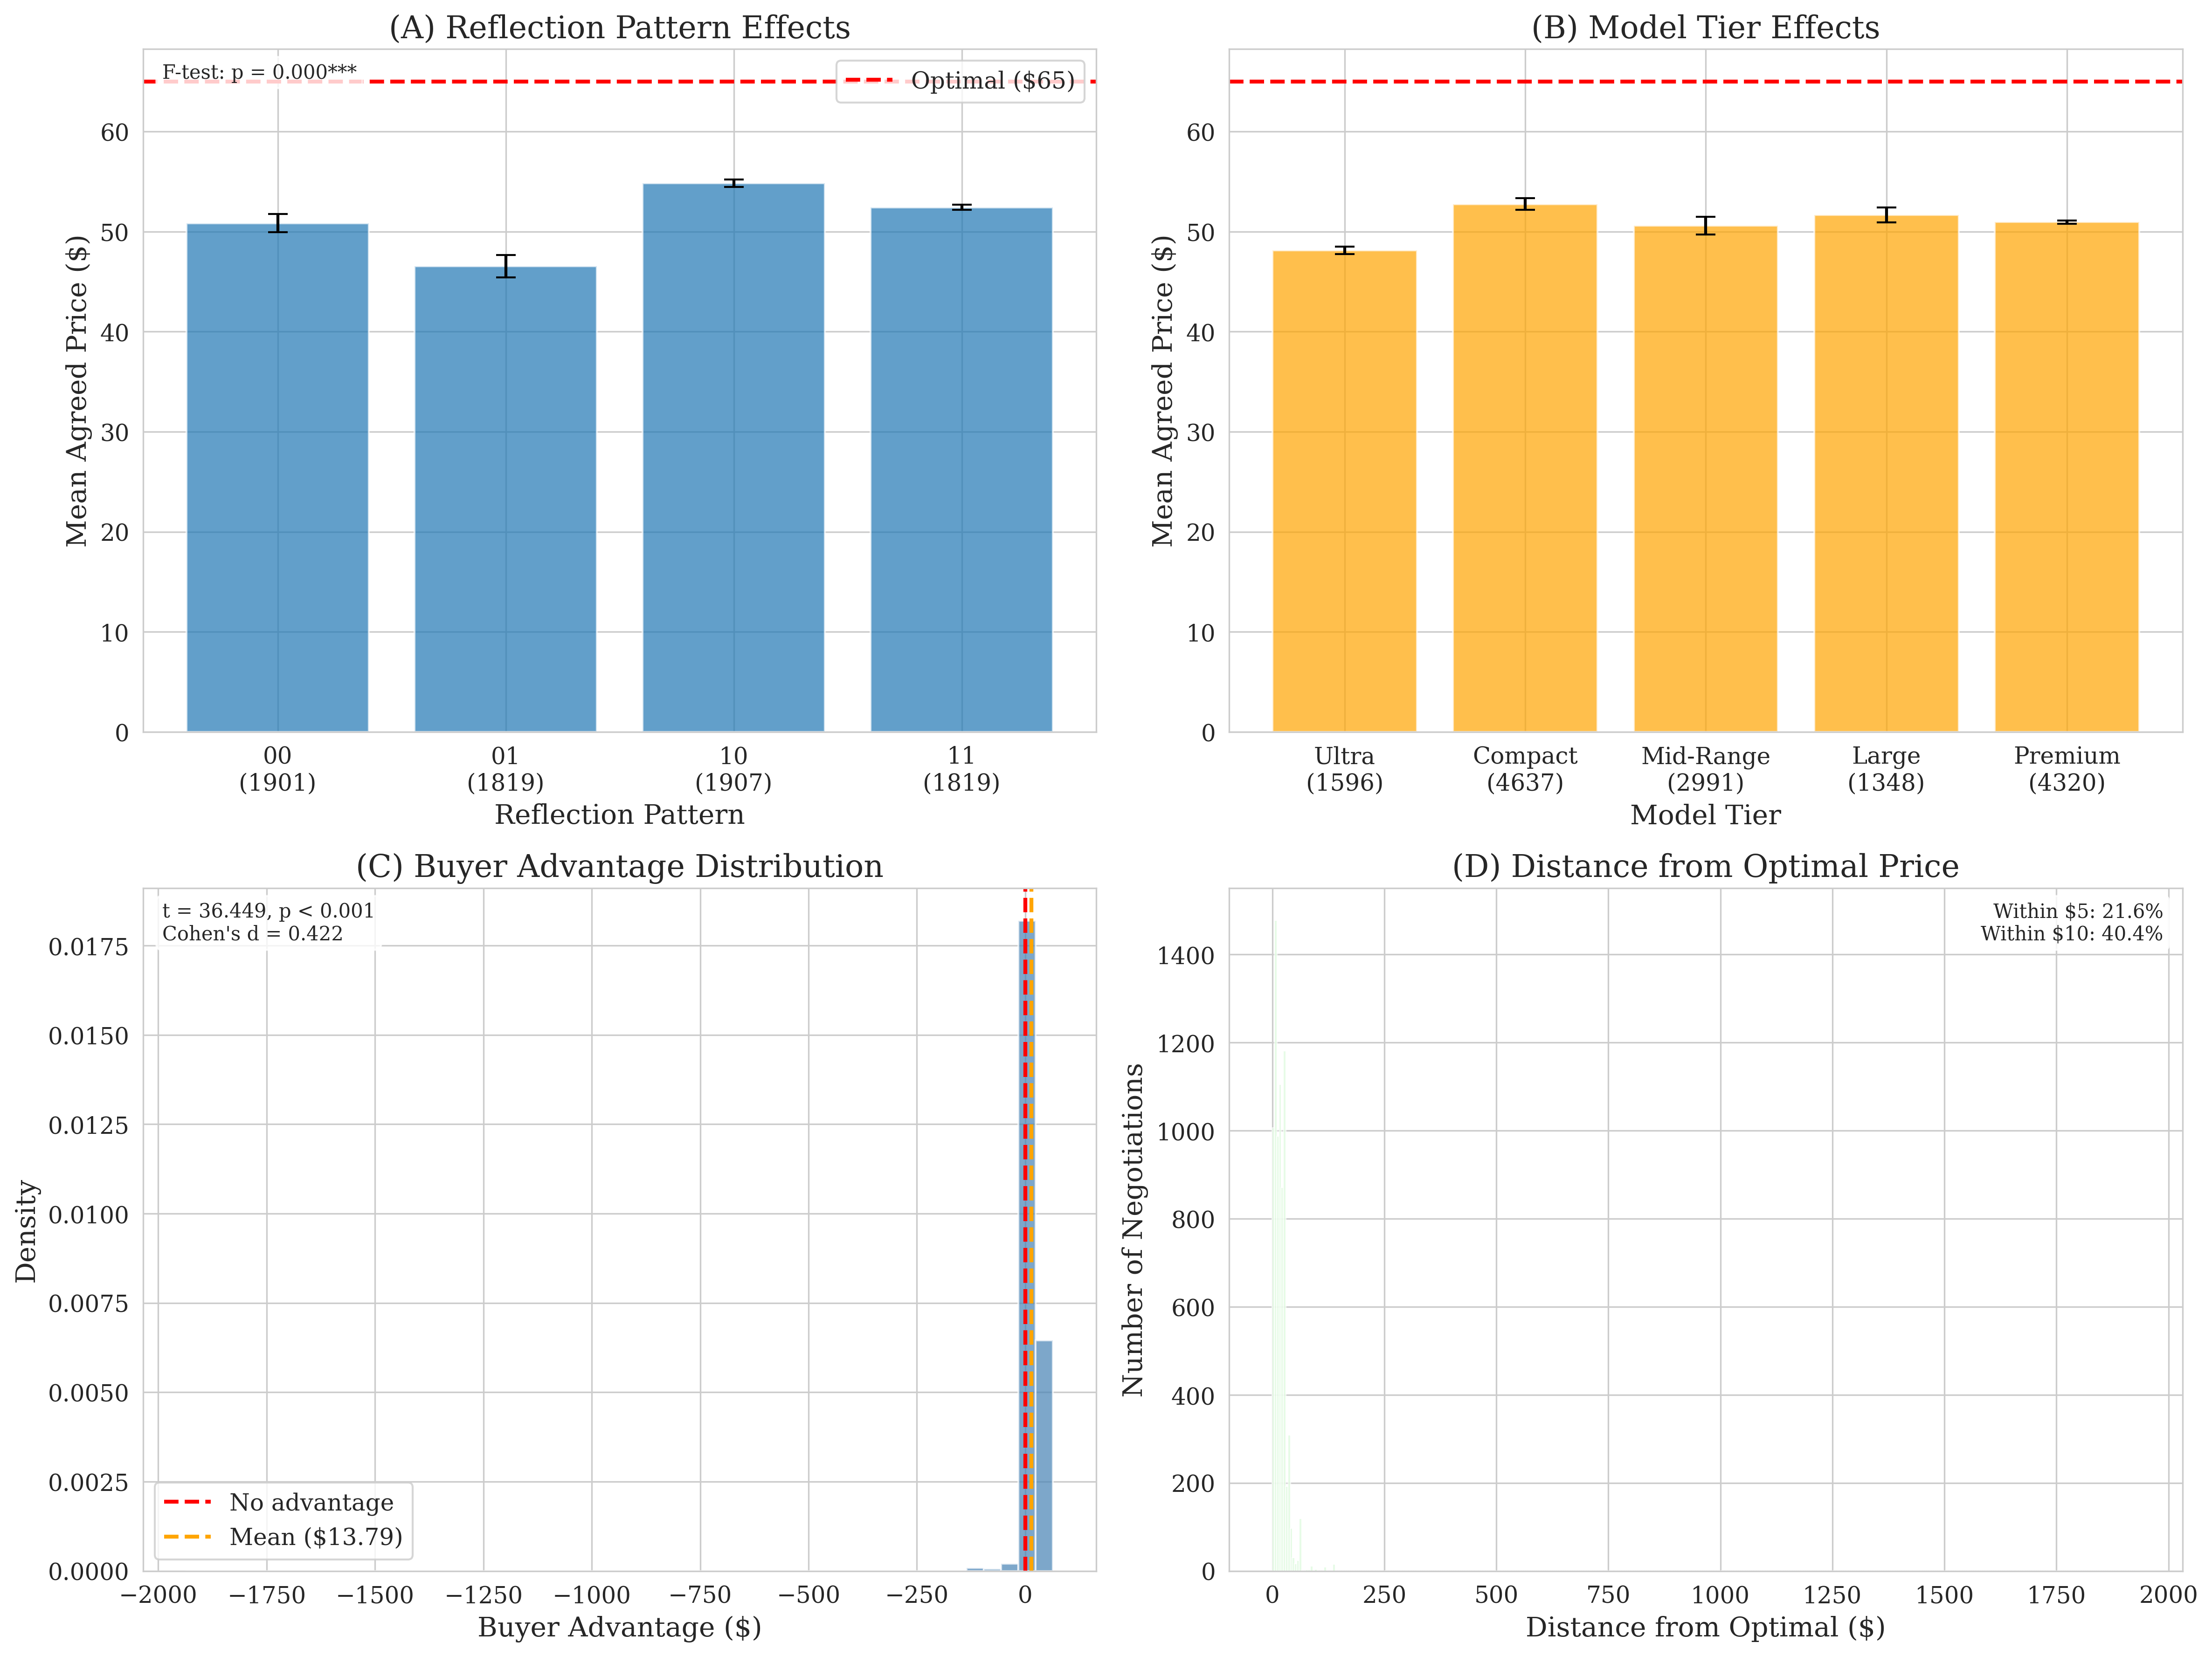 (A) Reflection Pattern Effects
F-test: p = 0.000***
Optimal ($65)
Mean Agreed Price ($)
60
50
40
30
20
10
0
00
(1901)
01
(1819)
10
(1907)
11
(1819)
Reflection Pattern
(B) Model Tier Effects
Mean Agreed Price ($)
60
50
40
30
20
10
0
Ultra
(1596)
Compact
(4637)
Mid-Range
(2991)
Large
(1348)
Premium
(4320)
Model Tier
(C) Buyer Advantage Distribution
t = 36.449, p < 0.001
Cohen's d = 0.422
Density
0.0175
0.0150
0.0125
0.0100
0.0075
0.0050
0.0025
0.0000
No advantage
Mean ($13.79)
−2000 −1750 −1500 −1250 −1000 −750 −500 −250 0
Buyer Advantage ($)
(D) Distance from Optimal Price
Within $5: 21.6%
Within $10: 40.4%
Number of Negotiations
1400
1200
1000
800
600
400
200
0
0 250 500 750 1000 1250 1500 1750 2000
Distance from Optimal ($)